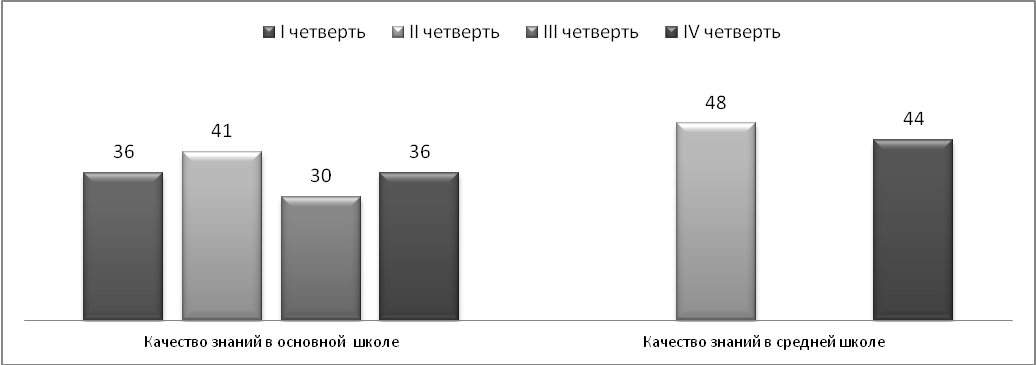 I четверть II четверть III четверть IV четверть
36 41 30 36 48 44
Качество знаний в основной школе Качество знаний в средней школе